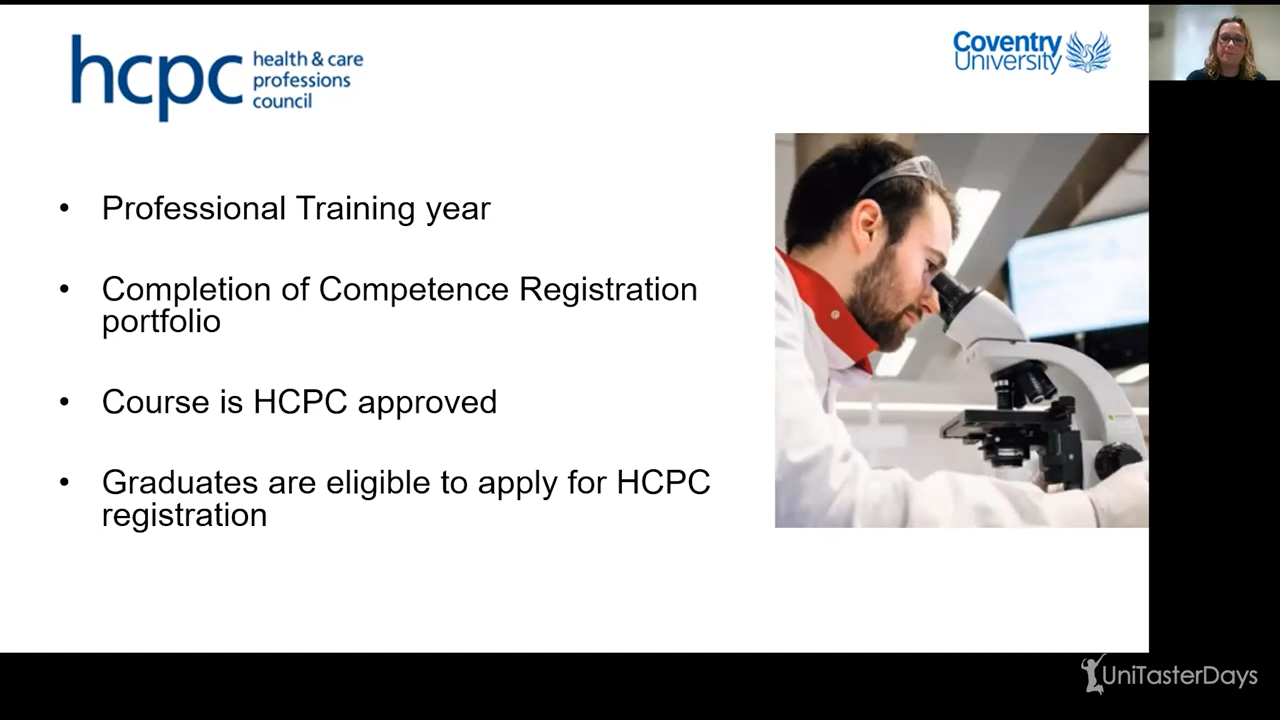 hcpc
health & care
professions
council
Coventry
University
• Professional Training year
• Completion of Competence Registration
portfolio
• Course is HCPC approved
• Graduates are eligible to apply for HCPC
registration
UniTasterDays